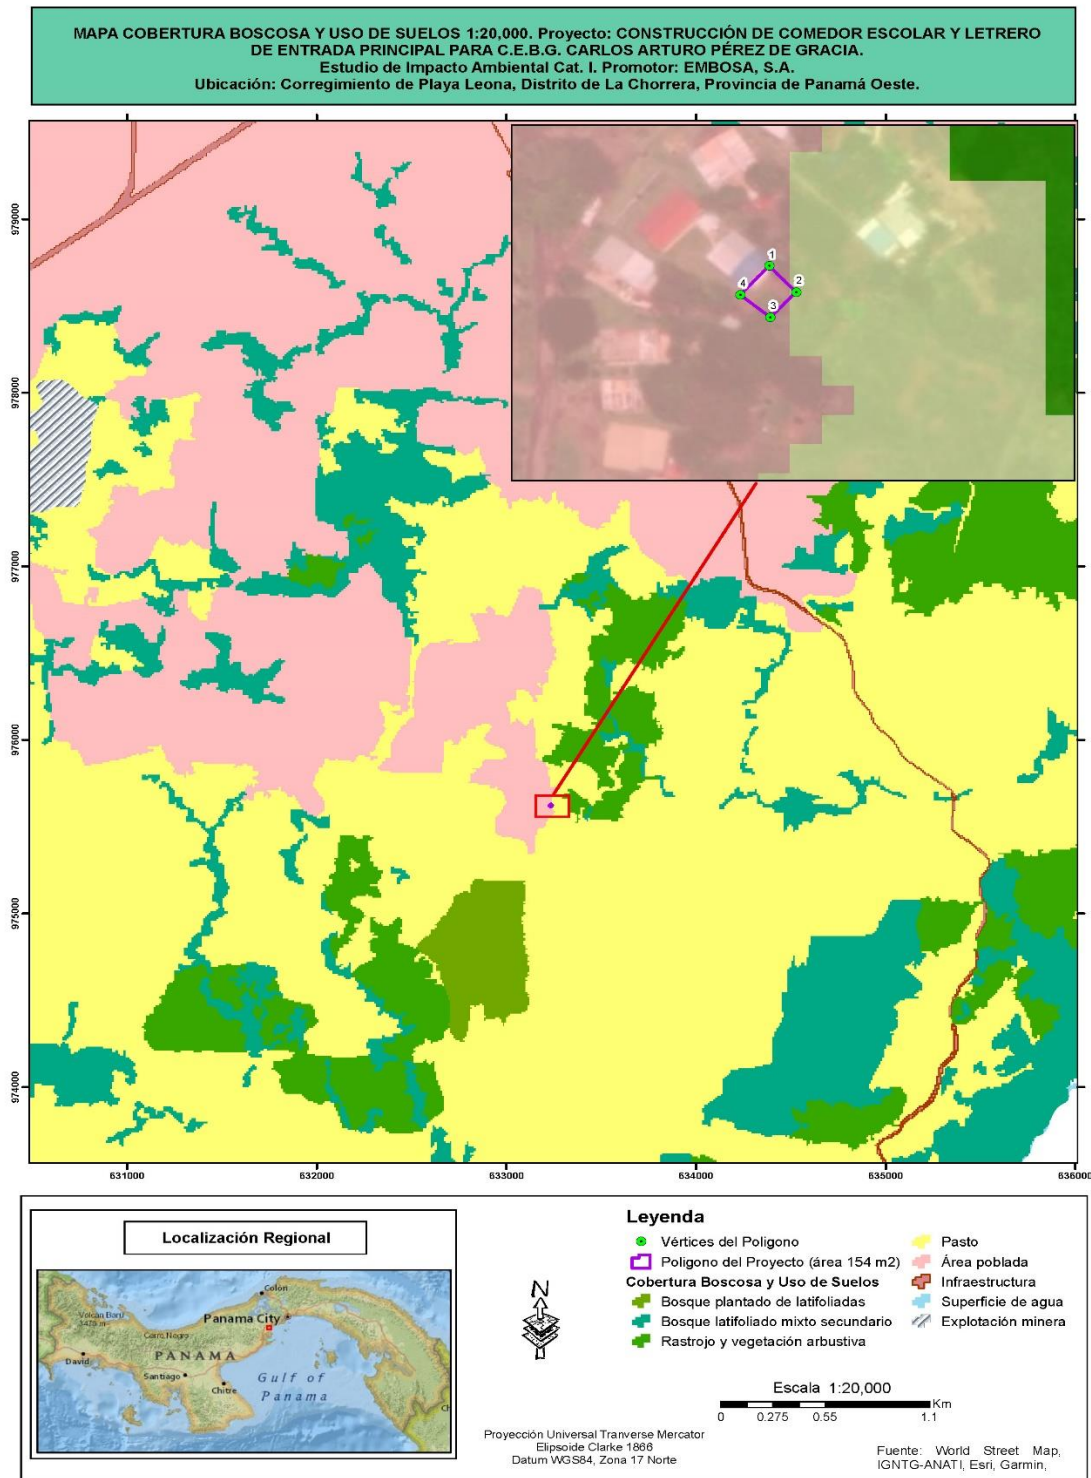 MAPA COBERTURA BOSCOSA Y USO DE SUELOS 1:20,000. Proyecto: CONSTRUCCIÓN DE COMEDOR ESCOLAR Y LETRERO
DE ENTRADA PRINCIPAL PARA C.E.B.G. CARLOS ARTURO PÉREZ DE GRACIA.
Estudio de Impacto Ambiental Cat. I. Promotor: EMBOSA, S.A.
Ubicación: Corregimiento de Playa Leona, Distrito de La Chorrera, Provincia de Panamá Oeste.
1
2
3
4
979000
978000
977000
976000
975000
974000
631000
632000
633000
634000
635000
636000
Localización Regional
Colon
Panama City
Volcan Baru
3475 m
Cerro Negro
PANAMA
David
Santiago
Chitre
Gulf of
Panama
N
Leyenda
Vértices del Poligono
Poligono del Proyecto (área 154 m2)
Cobertura Boscosa y Uso de Suelos
Bosque plantado de latifoliadas
Bosque latifoliado mixto secundario
Rastrojo y vegetación arbustiva
Pasto
Área poblada
Infraestructura
Superficie de agua
Explotación minera
Escala 1:20,000
Km
0 0.275 0.55 1.1
Proyección Universal Tranverse Mercator
Elipsoide Clarke 1866
Datum WGS84, Zona 17 Norte
Fuente: World Street Map,
IGNTG-ANATI, Esri, Garmin,